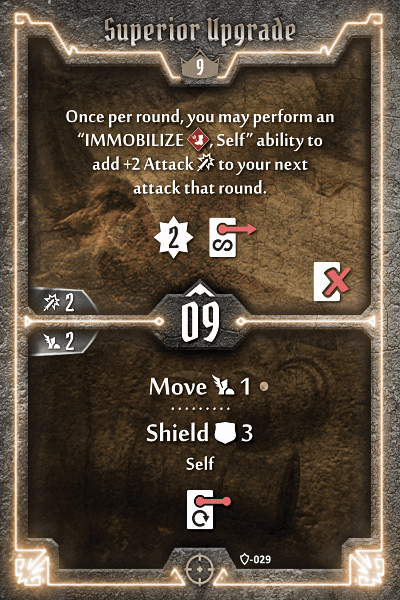 Superior Upgrade
9
Once per round, you may perform an
“IMMOBILIZE , Self” ability to
add +2 Attack to your next
attack that round.
2
2
09
2
Move 1
Shield 3
Self
-029